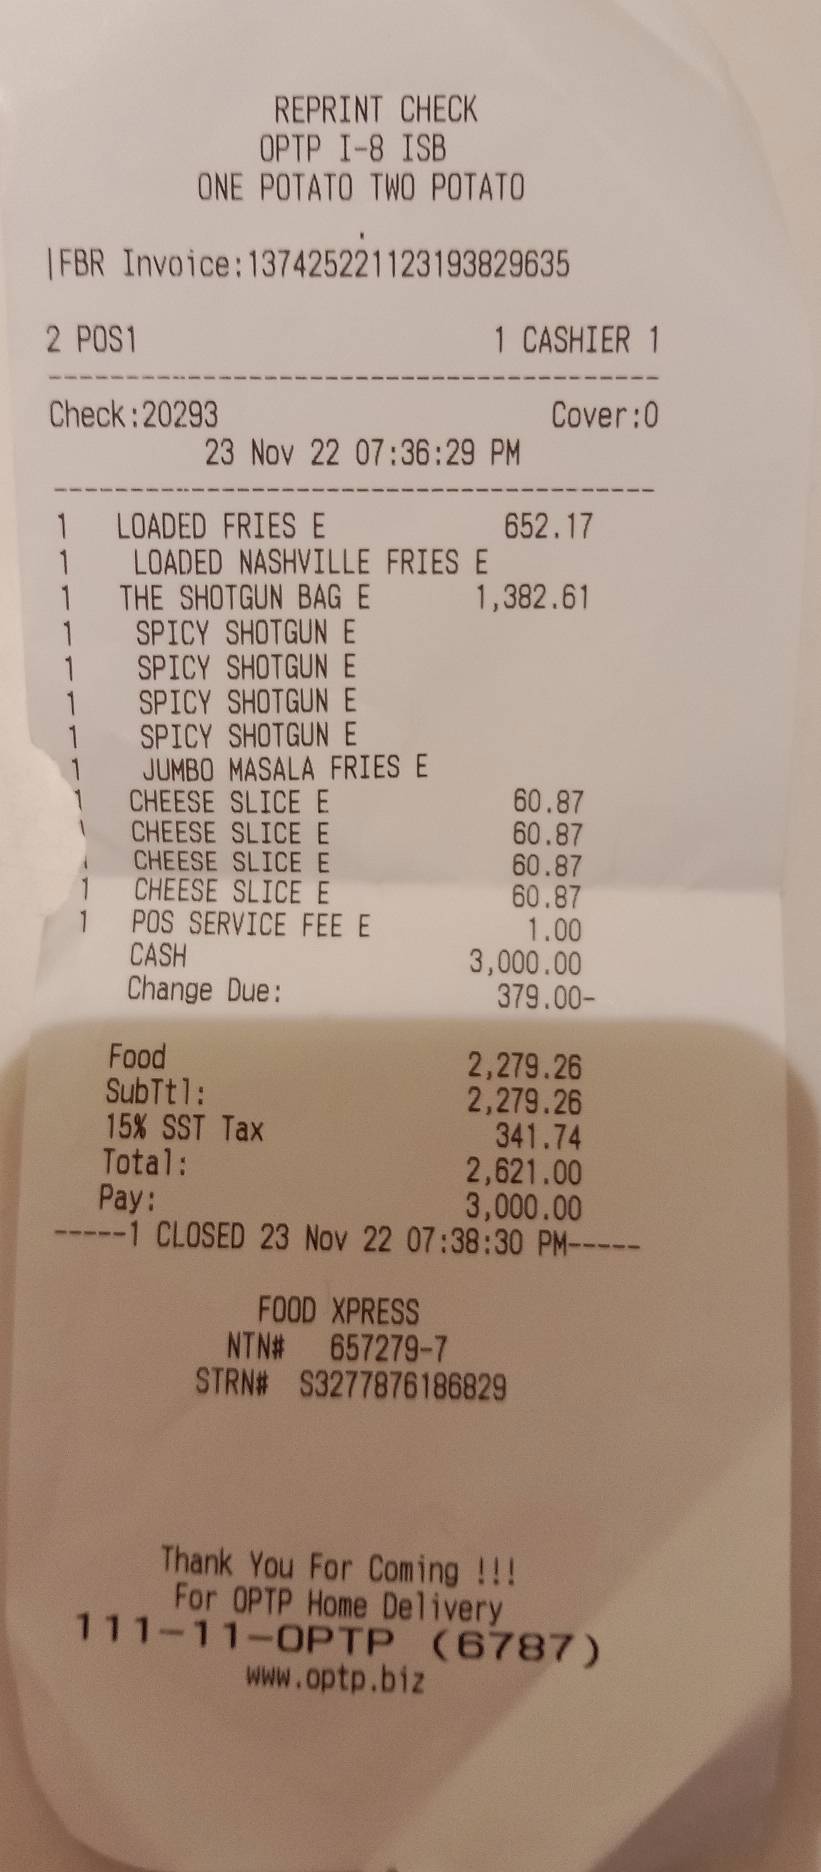 REPRINT CHECK
OPTP I-8 ISB
ONE POTATO TWO POTATO
.
|FBR Invoice:137425221123193829635
2 POS1 1 CASHIER 1
---------------------------------------
Check:20293 Cover:0
23 Nov 22 07:36:29 PM
---------------------------------------
1 LOADED FRIES E 652.17
1 LOADED NASHVILLE FRIES E
1 THE SHOTGUN BAG E 1,382.61
1 SPICY SHOTGUN E
1 SPICY SHOTGUN E
1 SPICY SHOTGUN E
1 SPICY SHOTGUN E
1 JUMBO MASALA FRIES E
1 CHEESE SLICE E 60.87
CHEESE SLICE E 60.87
CHEESE SLICE E 60.87
1 CHEESE SLICE E 60.87
1 POS SERVICE FEE E 1.00
CASH 3,000.00
Change Due: 379.00-
Food 2,279.26
SubTtl: 2,279.26
15% SST Tax 341.74
Total: 2,621.00
Pay: 3,000.00
-----1 CLOSED 23 Nov 22 07:38:30 PM-----
FOOD XPRESS
NTN# 657279-7
STRN# S3277876186829
Thank You For Coming !!!
For OPTP Home Delivery
111-11-OPTP (6787)
www.optp.biz